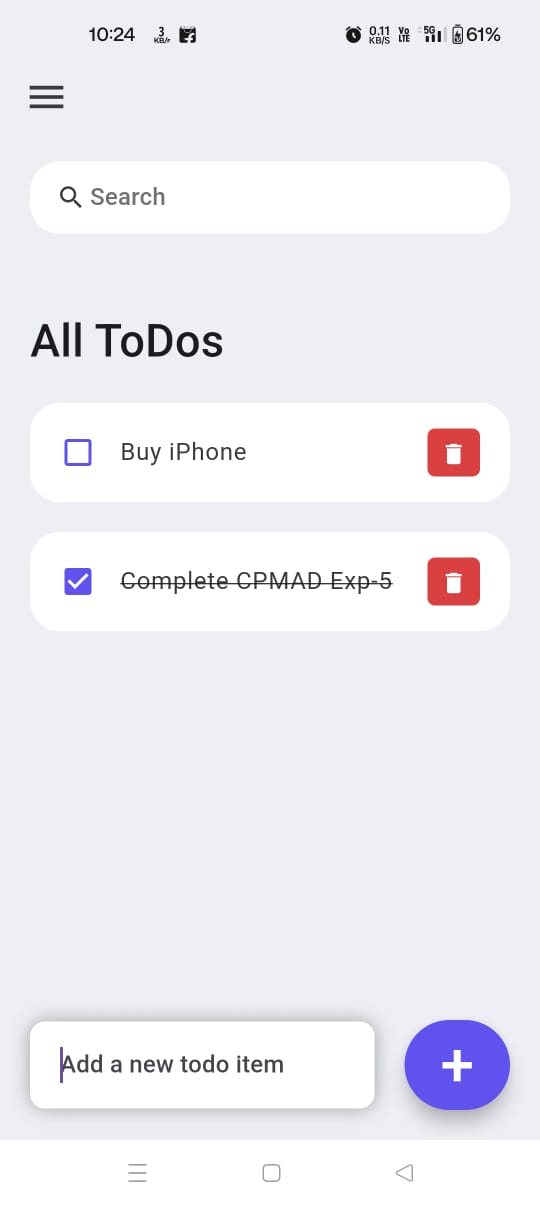 10:24 3 KB/r 0.11 KB/S Vo LTE 5G 61%
Search
All ToDos
Buy iPhone
Complete CPMAD Exp-5
Add a new todo item